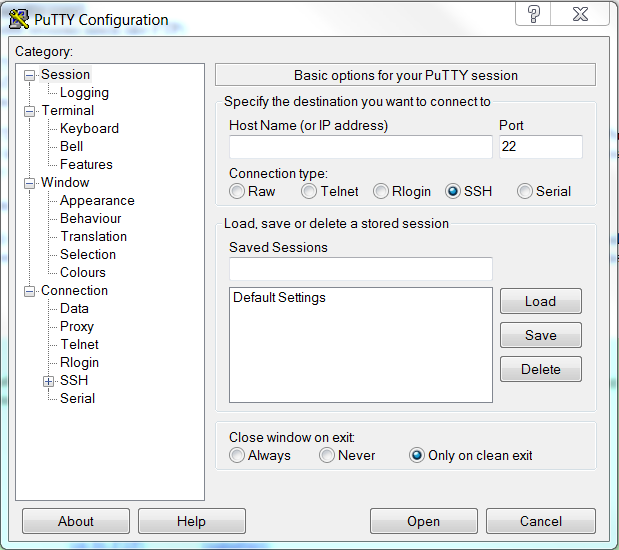 PuTTY Configuration
Category:
Session
Logging
Terminal
Keyboard
Bell
Features
Window
Appearance
Behaviour
Translation
Selection
Colours
Connection
Data
Proxy
Telnet
Rlogin
SSH
Serial
Basic options for your PuTTY session
Specify the destination you want to connect to
Host Name (or IP address) Port
22
Connection type:
Raw Telnet Rlogin SSH Serial
Load, save or delete a stored session
Saved Sessions
Default Settings
Load
Save
Delete
Close window on exit:
Always Never Only on clean exit
About Help Open Cancel